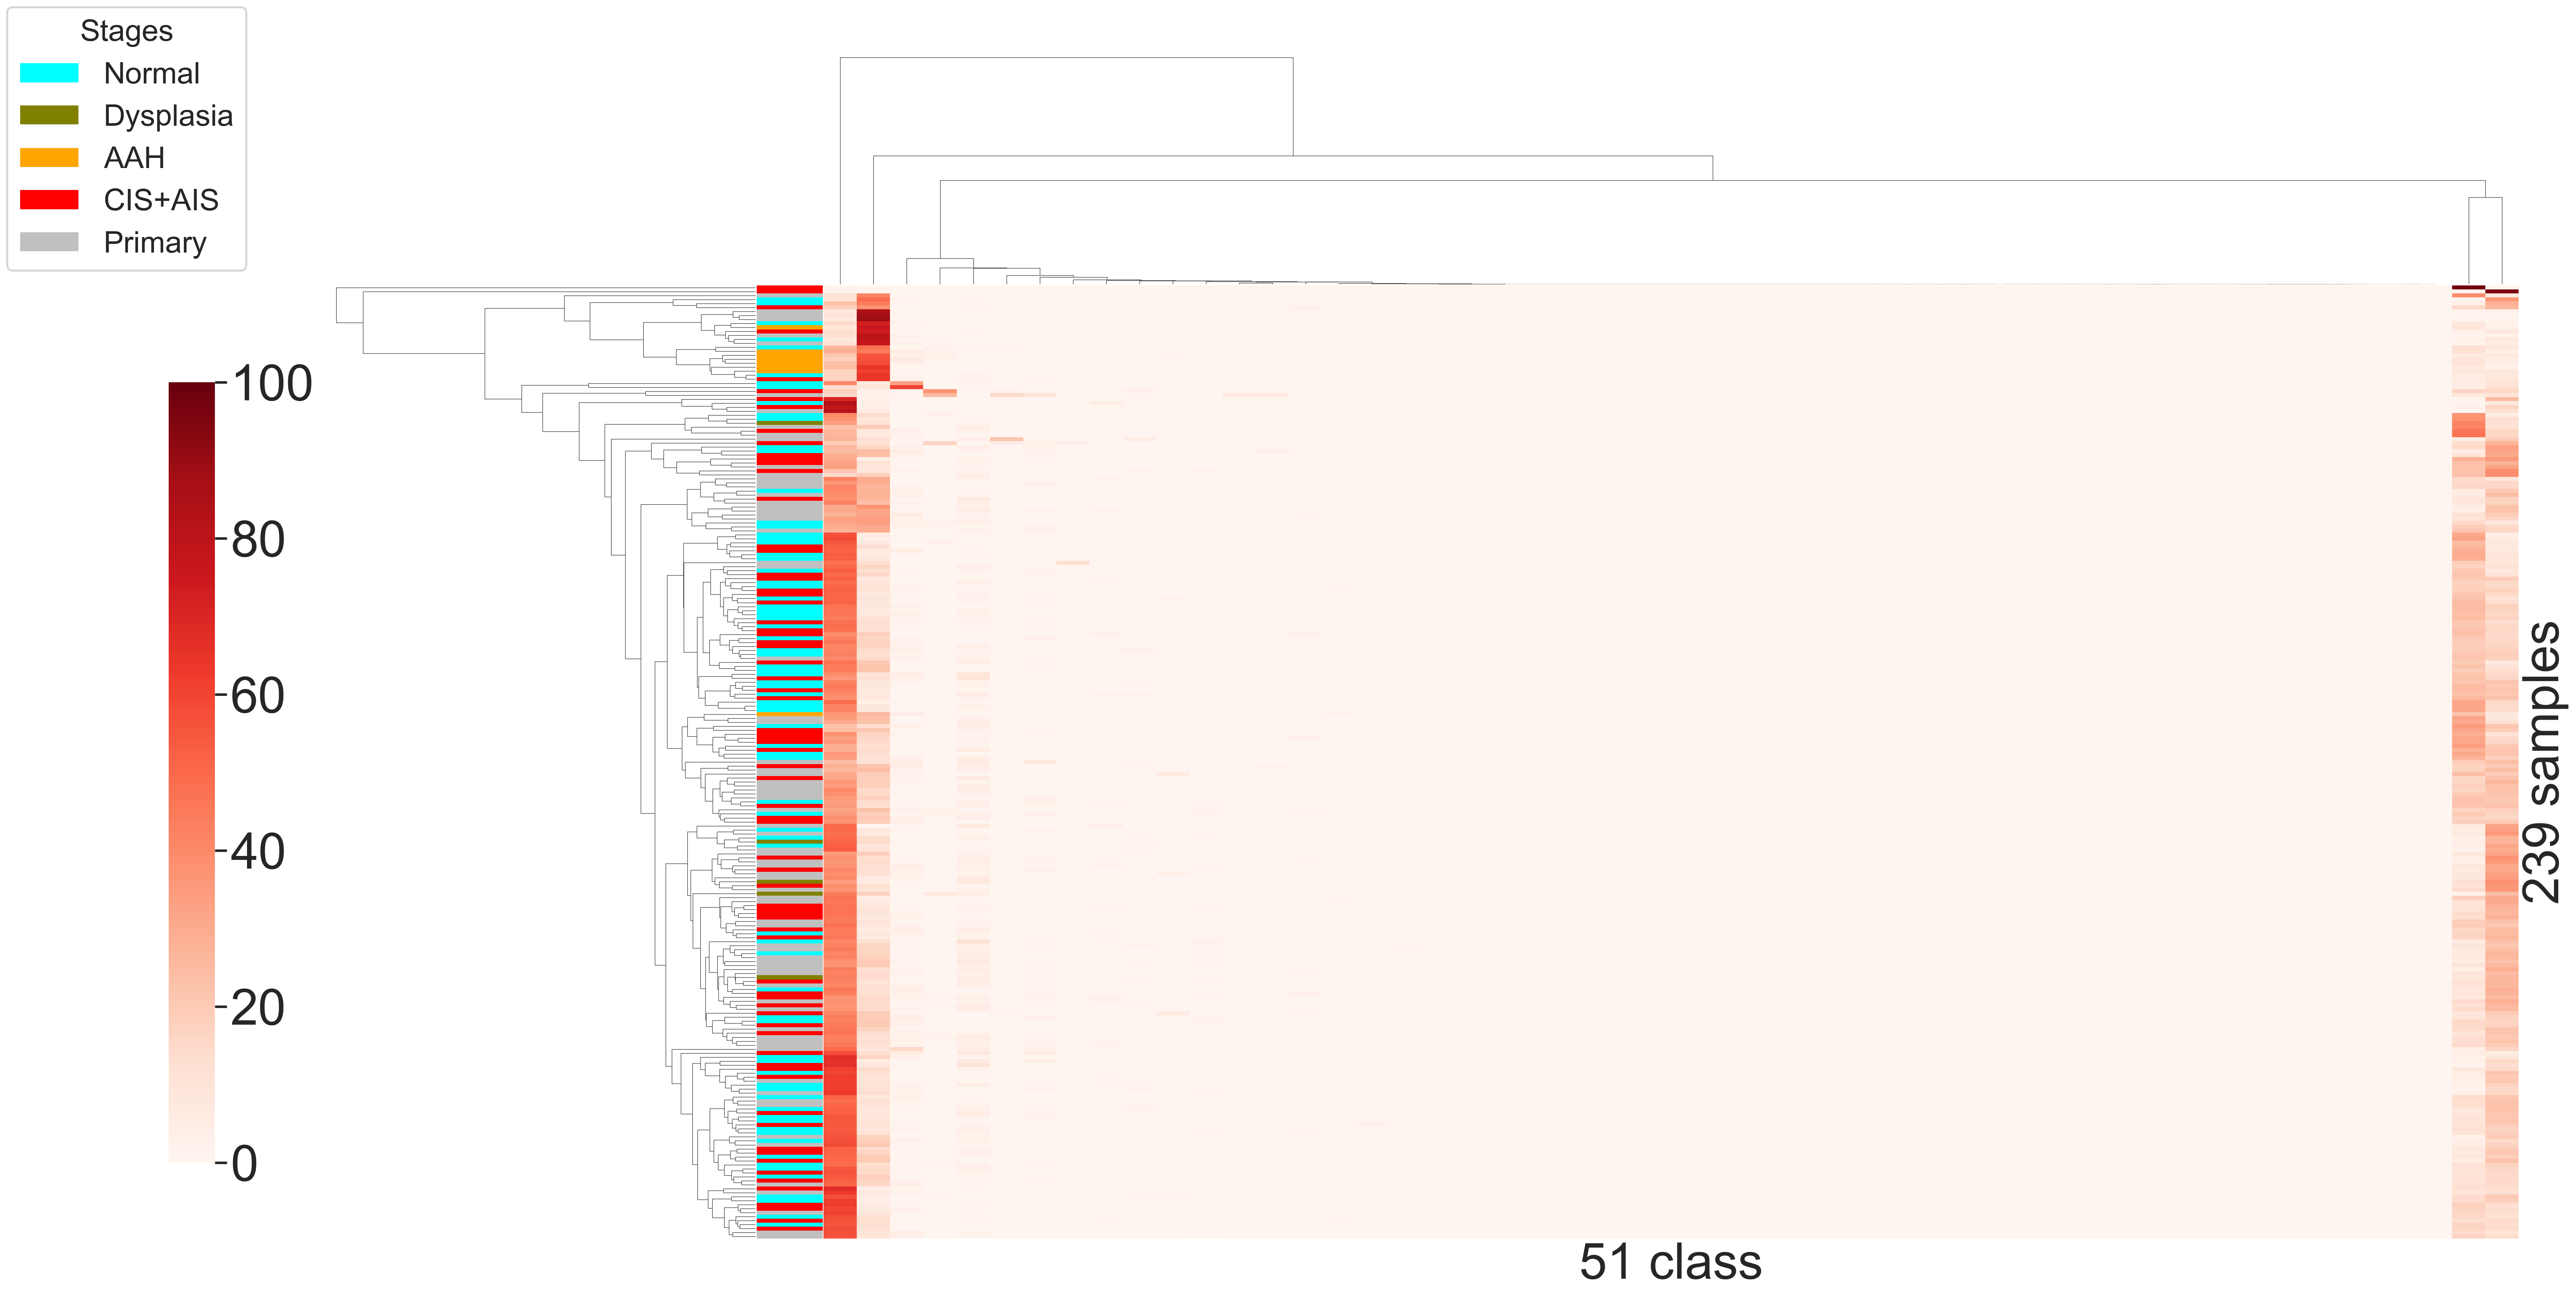 Stages
Normal
Dysplasia
AAH
CIS+AIS
Primary
100
80
60
40
20
0
239 samples
51 class